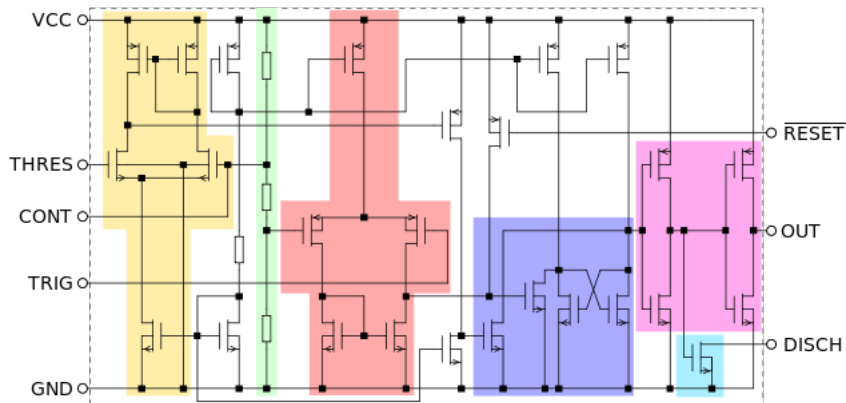 VCC
RESET
THRES
CONT
OUT
TRIG
DISCH
GND